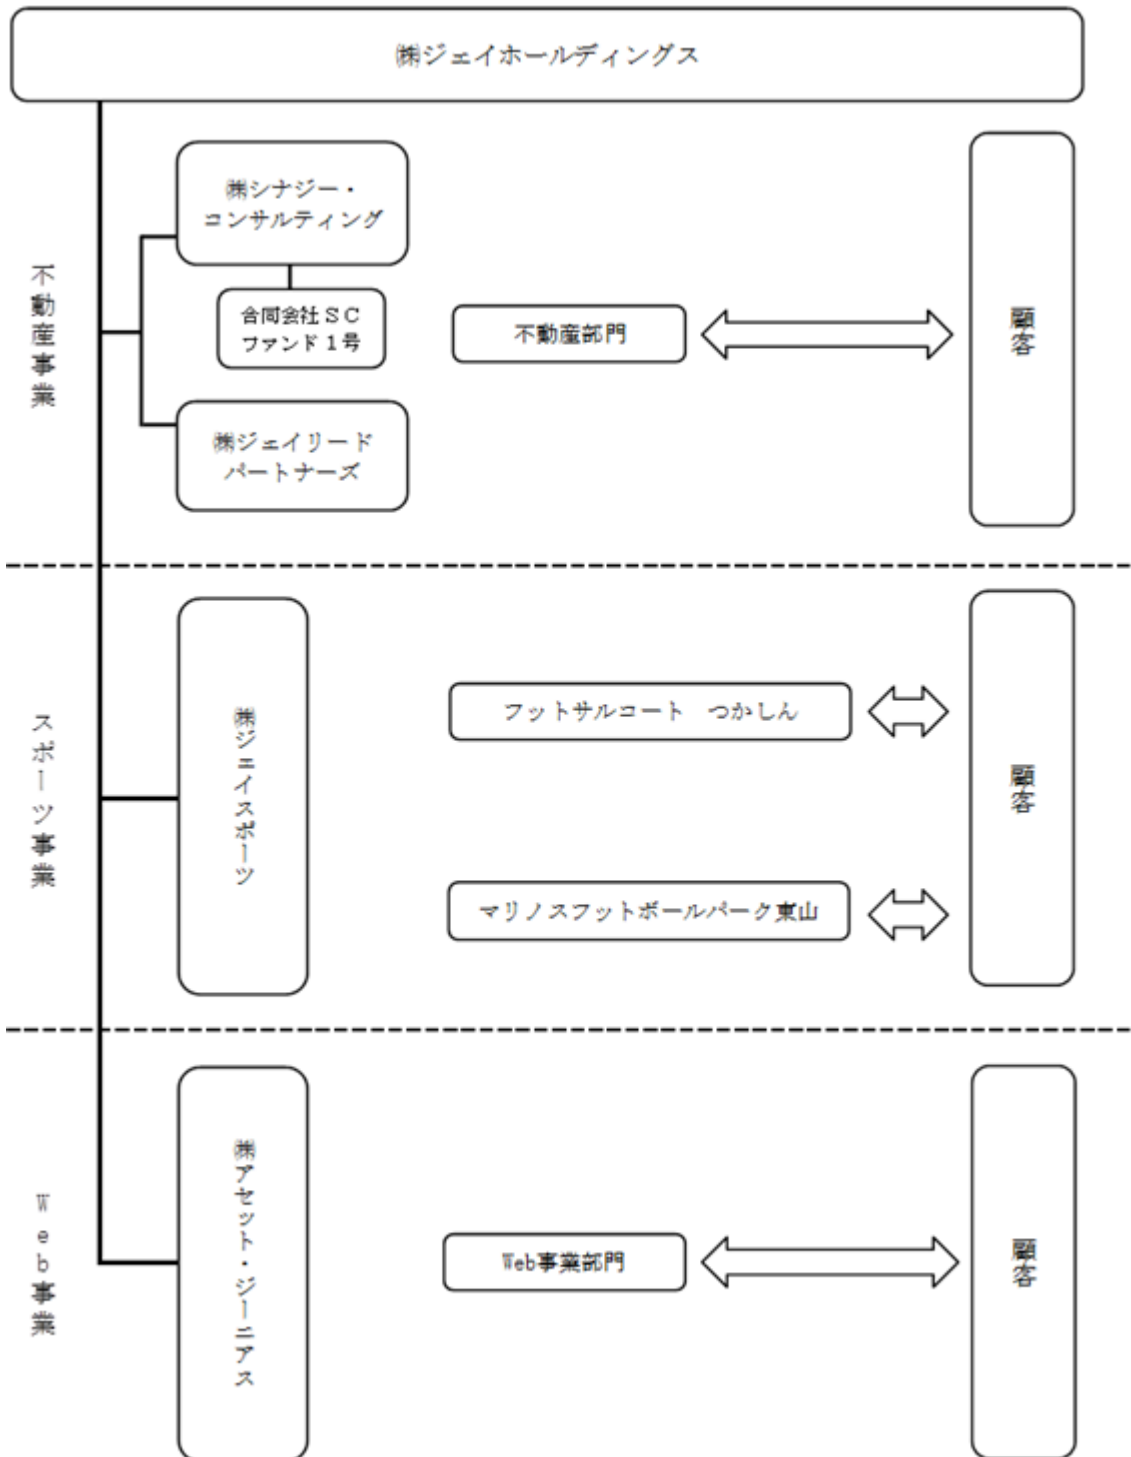 ㈱ジェイホールディングス
不動産事業
㈱シナジー・
コンサルティング
合同会社ＳＣ
ファンド１号
㈱ジェイリード
パートナーズ
不動産部門
顧客
スポーツ事業
㈱ジェイスポーツ
フットサルコート　つかしん
マリノスフットボールパーク東山
顧客
Web事業
㈱アセット・ジーニアス
Web事業部門
顧客